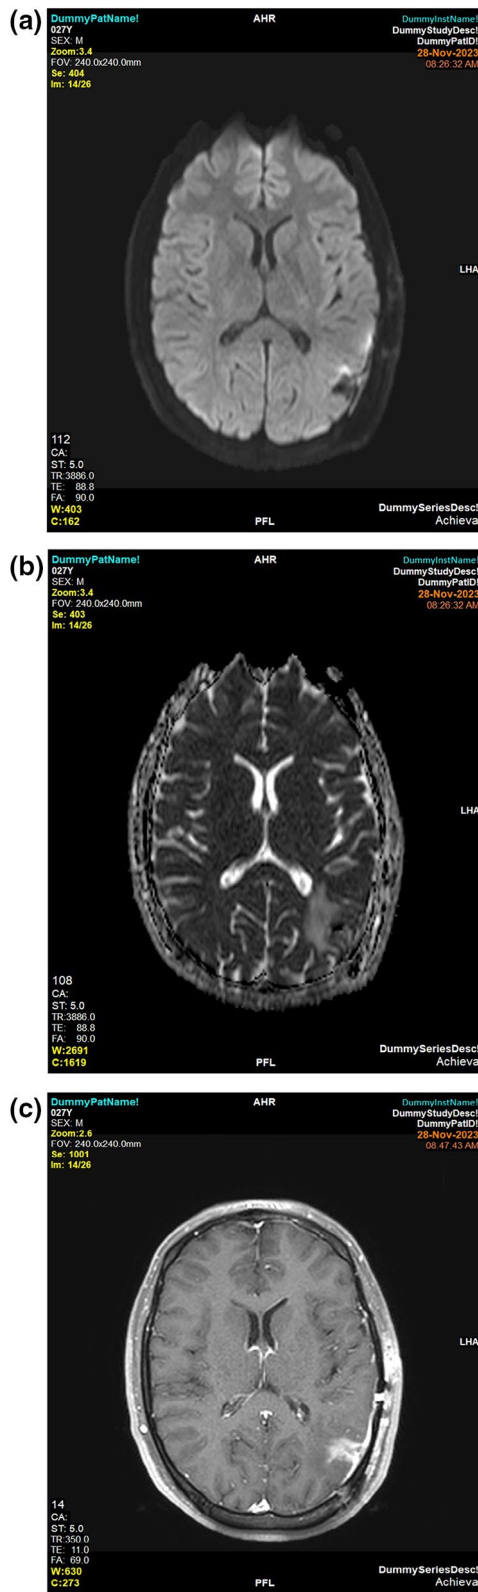 (a)
DummyPatName!
027Y
SEX: M
Zoom:3.4
FOV: 240.0x240.0mm
Se: 404
Im: 14/26
AHR
DummyInstName!
DummyStudyDesc!
DummyPatID!
28-Nov-2023
08:26:32 AM
LHA
112
CA:
ST: 5.0
TR:3886.0
TE: 88.8
FA: 90.0
W:403
C:162
PFL
DummySeriesDesc!
Achieva
(b)
DummyPatName!
027Y
SEX: M
Zoom:3.4
FOV: 240.0x240.0mm
Se: 403
Im: 14/26
AHR
DummyInstName!
DummyStudyDesc!
DummyPatID!
28-Nov-2023
08:26:32 AM
LHA
108
CA:
ST: 5.0
TR:3886.0
TE: 88.8
FA: 90.0
W:2691
C:1619
PFL
DummySeriesDesc!
Achieva
(c)
DummyPatName!
027Y
SEX: M
Zoom:2.6
FOV: 240.0x240.0mm
Se: 1001
Im: 14/26
AHR
DummyInstName!
DummyStudyDesc!
DummyPatID!
28-Nov-2023
08:47:43 AM
LHA
14
CA:
ST: 5.0
TR:350.0
TE: 11.0
FA: 69.0
W:630
C:273
PFL
DummySeriesDesc!
Achieva